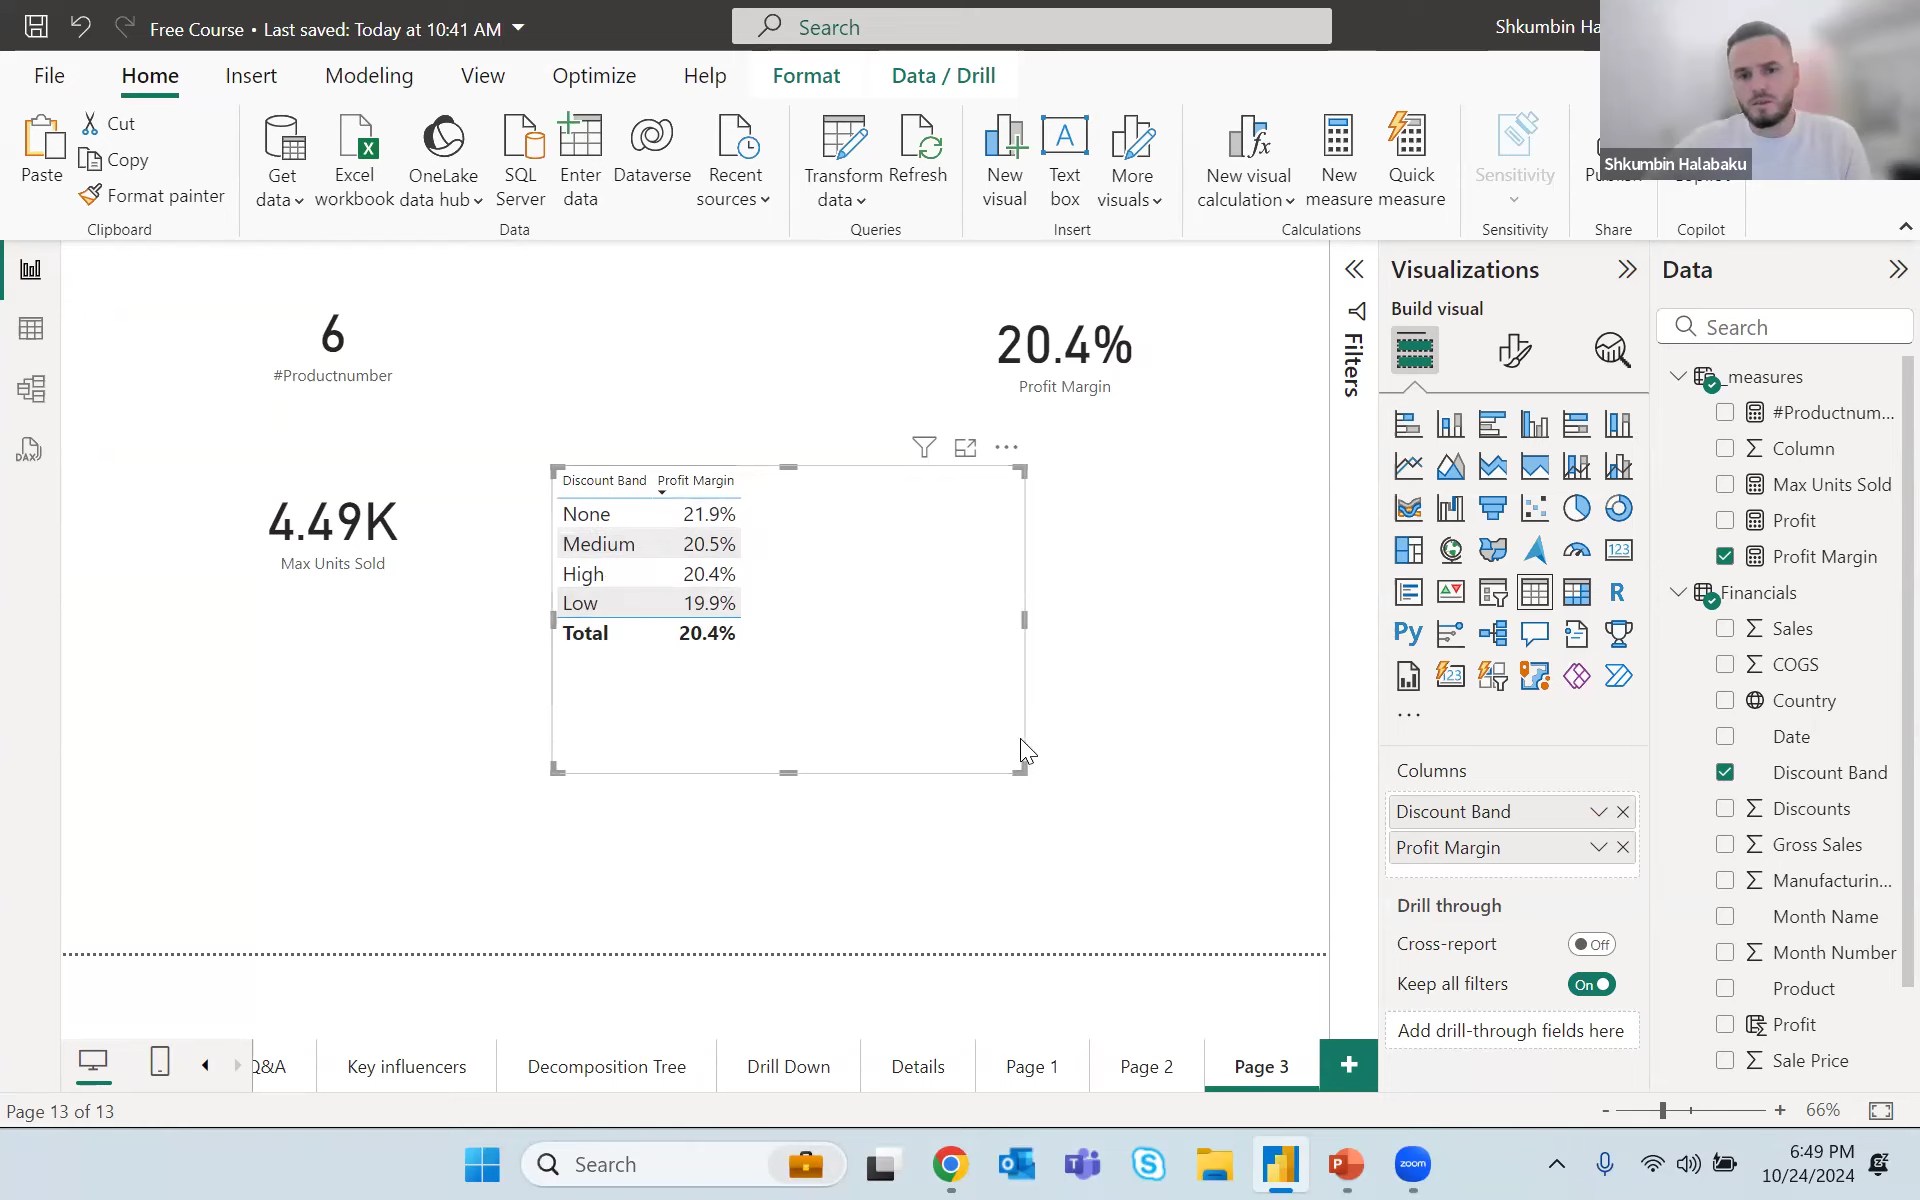 Free Course • Last saved: Today at 10:41 AM
Search
Shkumbin Ha
Shkumbin Halabaku
File
Home
Insert
Modeling
View
Optimize
Help
Format
Data / Drill
Paste
Cut
Copy
Format painter
Clipboard
Get data
Excel workbook
OneLake data hub
SQL Server
Enter data
Dataverse
Recent sources
Data
Transform data
Refresh
Queries
New visual
Text box
More visuals
Insert
New visual calculation
New measure
Quick measure
Calculations
Sensitivity
Sensitivity
Share
Copilot
6
#Productnumber
20.4%
Profit Margin
4.49K
Max Units Sold
Discount Band Profit Margin
None 21.9%
Medium 20.5%
High 20.4%
Low 19.9%
Total 20.4%
DAX
Filters
Visualizations
Build visual
123
R
Py
123
...
Columns
Discount Band
Profit Margin
Drill through
Cross-report
Off
Keep all filters
On
Add drill-through fields here
Data
Search
_measures
#Productnum...
Column
Max Units Sold
Profit
Profit Margin
Financials
Sales
COGS
Country
Date
Discount Band
Discounts
Gross Sales
Manufacturin...
Month Name
Month Number
Product
Profit
Sale Price
Q&A
Key influencers
Decomposition Tree
Drill Down
Details
Page 1
Page 2
Page 3
+
Page 13 of 13
- + 66%
Search
zoom
6:49 PM
10/24/2024